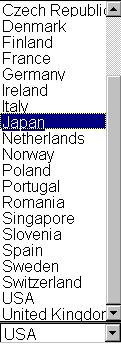 Czech Republic
Denmark
Finland
France
Germany
Ireland
Italy
Japan
Netherlands
Norway
Poland
Portugal
Romania
Singapore
Slovenia
Spain
Sweden
Switzerland
USA
United Kingdom
USA